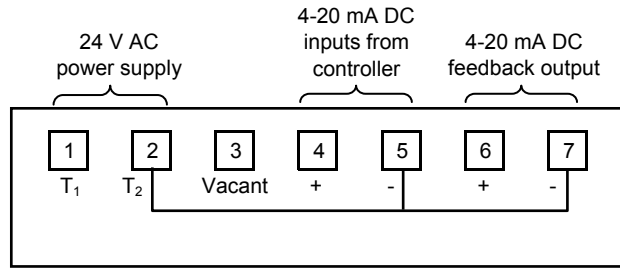 24 V AC
power supply
4-20 mA DC
inputs from
controller
4-20 mA DC
feedback output
1 2 3 4 5 6 7
T₁ T₂ Vacant + - + -